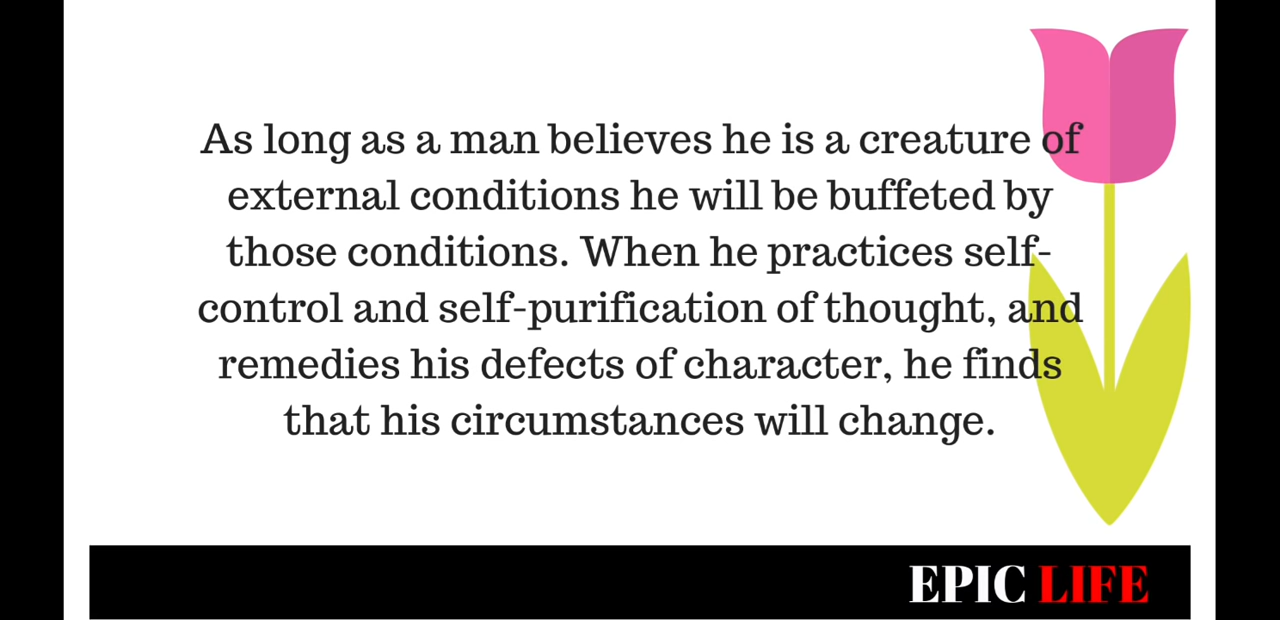 As long as a man believes he is a creature of
external conditions he will be buffeted by
those conditions. When he practices self-
control and self-purification of thought, and
remedies his defects of character, he finds
that his circumstances will change.
EPIC LIFE